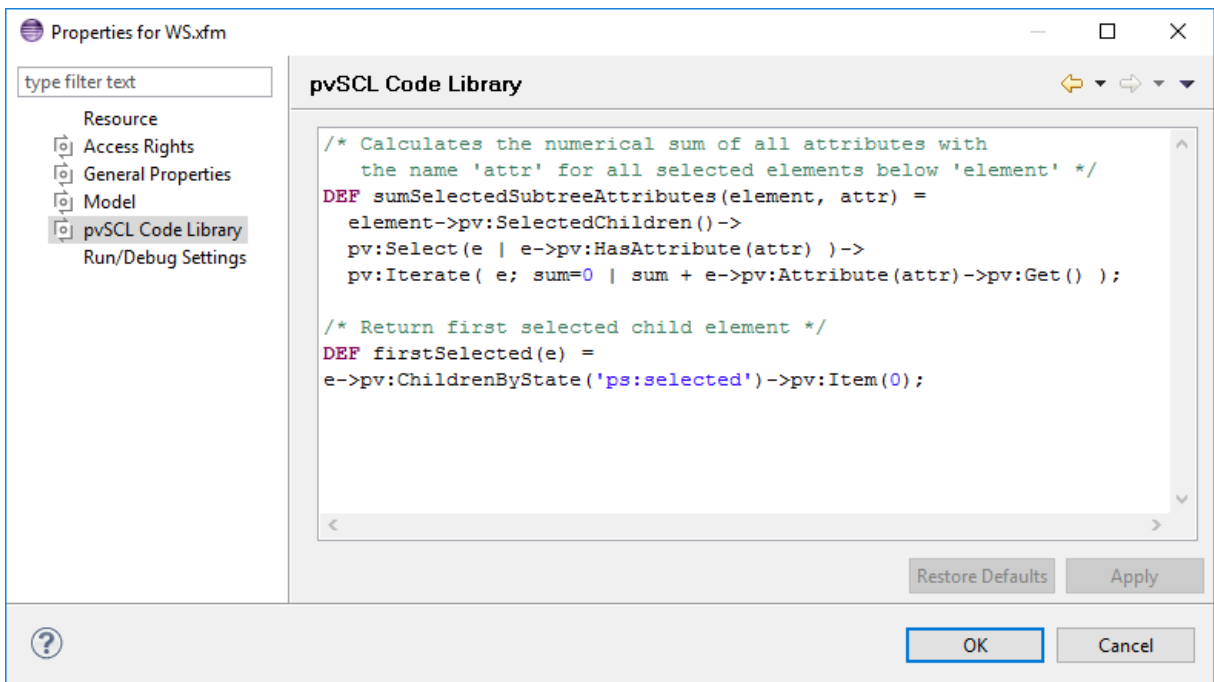 Properties for WS.xfm
type filter text
Resource
Access Rights
General Properties
Model
pvSCL Code Library
Run/Debug Settings
pvSCL Code Library
/* Calculates the numerical sum of all attributes with
   the name 'attr' for all selected elements below 'element' */
DEF sumSelectedSubtreeAttributes(element, attr) =
  element->pv:SelectedChildren()->
  pv:Select(e | e->pv:HasAttribute(attr) )->
  pv:Iterate( e; sum=0 | sum + e->pv:Attribute(attr)->pv:Get() );
/* Return first selected child element */
DEF firstSelected(e) =
e->pv:ChildrenByState('ps:selected')->pv:Item(0);
Restore Defaults
Apply
OK
Cancel